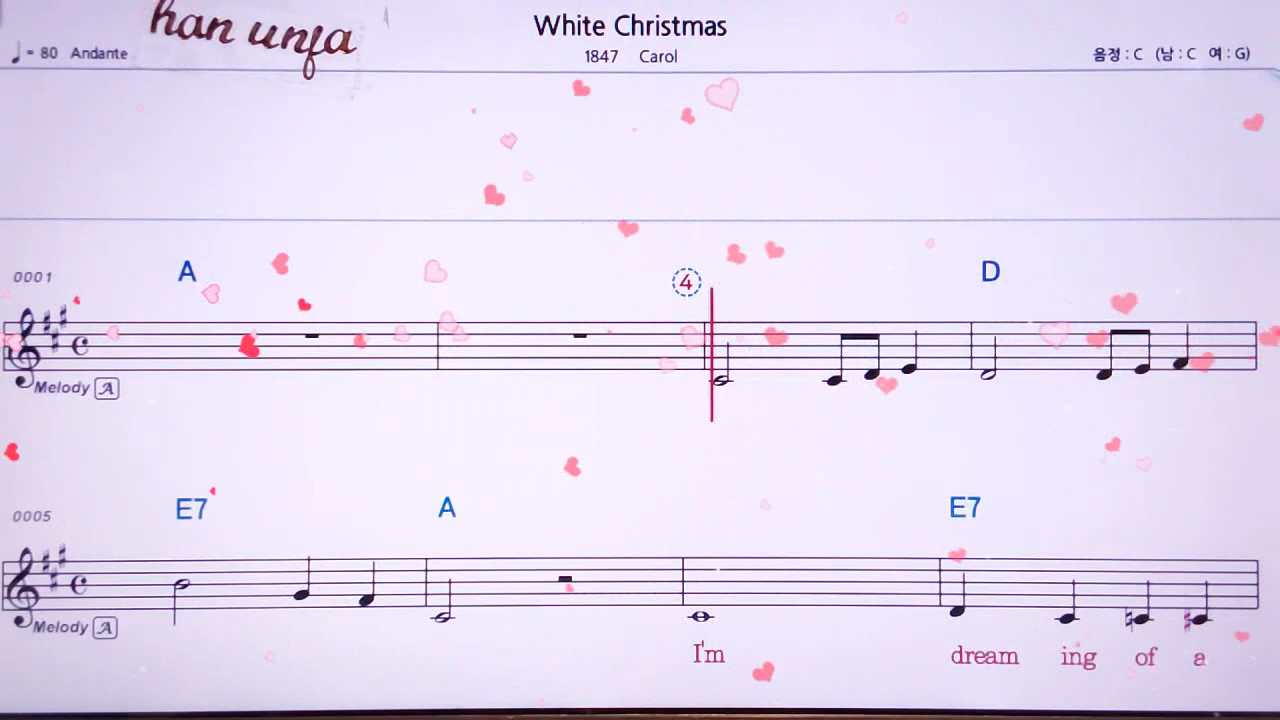 han unfa
White Christmas
♩ = 80 Andante
1847 Carol
음정 : C (남 : C 여 : G)
0001
A
4
D
Melody A
0005
E7
A
E7
Melody A
I'm dream ing of a